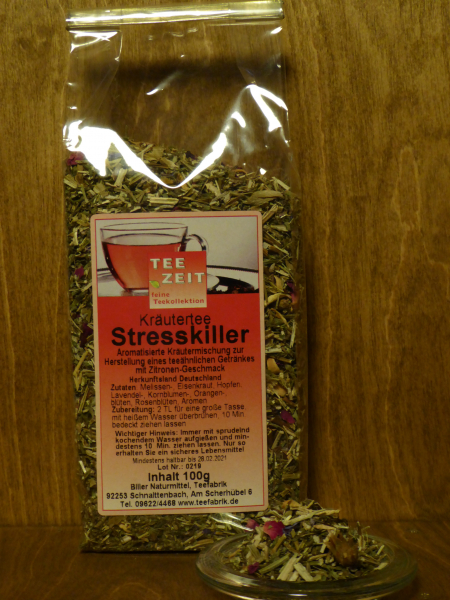 TEE
ZEIT
feine
Teekollektion
Kräutertee
Stresskiller
Aromatisierte Kräutermischung zur
Herstellung eines teeähnlichen Getränkes
mit Zitronen-Geschmack
Herkunftsland Deutschland
Zutaten: Melissen-, Eisenkraut, Hopfen,
Lavendel-, Kornblumen-, Orangen-,
blüten, Rosenblüten, Aromen
Zubereitung: 2 TL für eine große Tasse
mit heißem Wasser überbrühen, 10 Min.
bedeckt ziehen lassen
Wichtiger Hinweis: Immer mit sprudelnd
kochendem Wasser aufgießen und min-
destens 10 Min. ziehen lassen. Nur so
erhalten Sie ein sicheres Lebensmittel
Mindestens haltbar bis 28.02.2021
Lot Nr.: 0219
Inhalt 100g
Biller Naturmittel, Teefabrik
92253 Schnaittenbach, Am Scherhübel 6
Tel. 09622/4468 www.teefabrik.de